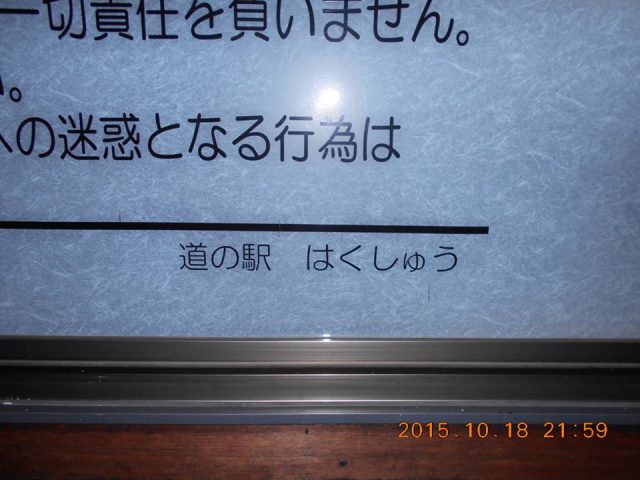 一切責任を負いません。
。
の迷惑となる行為は
道の駅 はくしゅう
2015.10.18 21:59